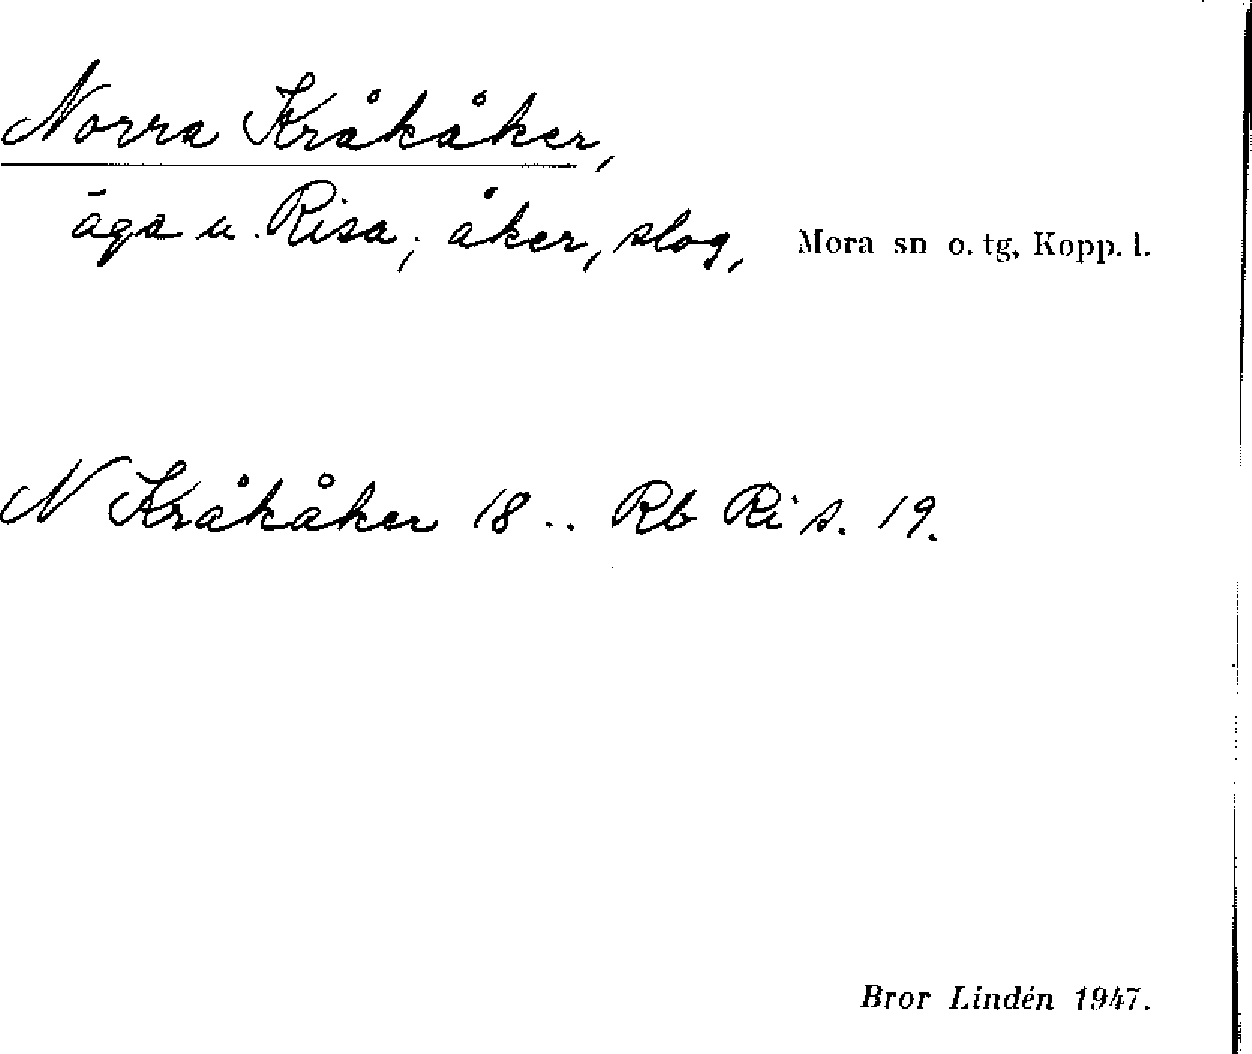 Norra Kråkåker,
äga u. Risa; åker, slog, Mora sn o. tg, Kopp. l.
N Kråkåker 18 .. Rb Ri s. 19.
Bror Lindén 1947.